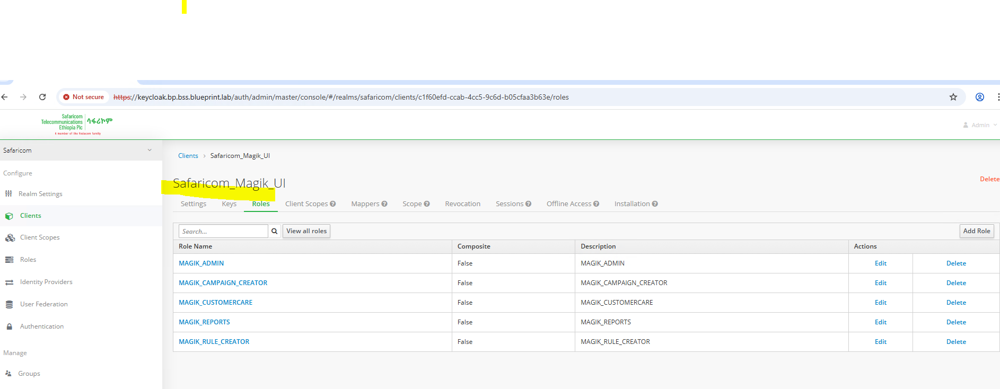 Not secure https://keycloak.bp.bss.blueprint.lab/auth/admin/master/console/#/realms/safaricom/clients/c1f60efd-ccab-4cc5-9c6d-b05cfaa3b63e/roles
Safaricom
Telecommunications
Ethiopia Plc
ሳፋሪኮም
A member of the Vodacom family
Admin
Safaricom
Configure
Realm Settings
Clients
Client Scopes
Roles
Identity Providers
User Federation
Authentication
Manage
Groups
Clients > Safaricom_Magik_UI
Safaricom_Magik_UI
Delete
Settings Keys Roles Client Scopes Mappers Scope Revocation Sessions Offline Access Installation
Search... View all roles Add Role
Role Name Composite Description Actions
MAGIK_ADMIN False MAGIK_ADMIN Edit Delete
MAGIK_CAMPAIGN_CREATOR False MAGIK_CAMPAIGN_CREATOR Edit Delete
MAGIK_CUSTOMERCARE False MAGIK_CUSTOMERCARE Edit Delete
MAGIK_REPORTS False MAGIK_REPORTS Edit Delete
MAGIK_RULE_CREATOR False MAGIK_RULE_CREATOR Edit Delete